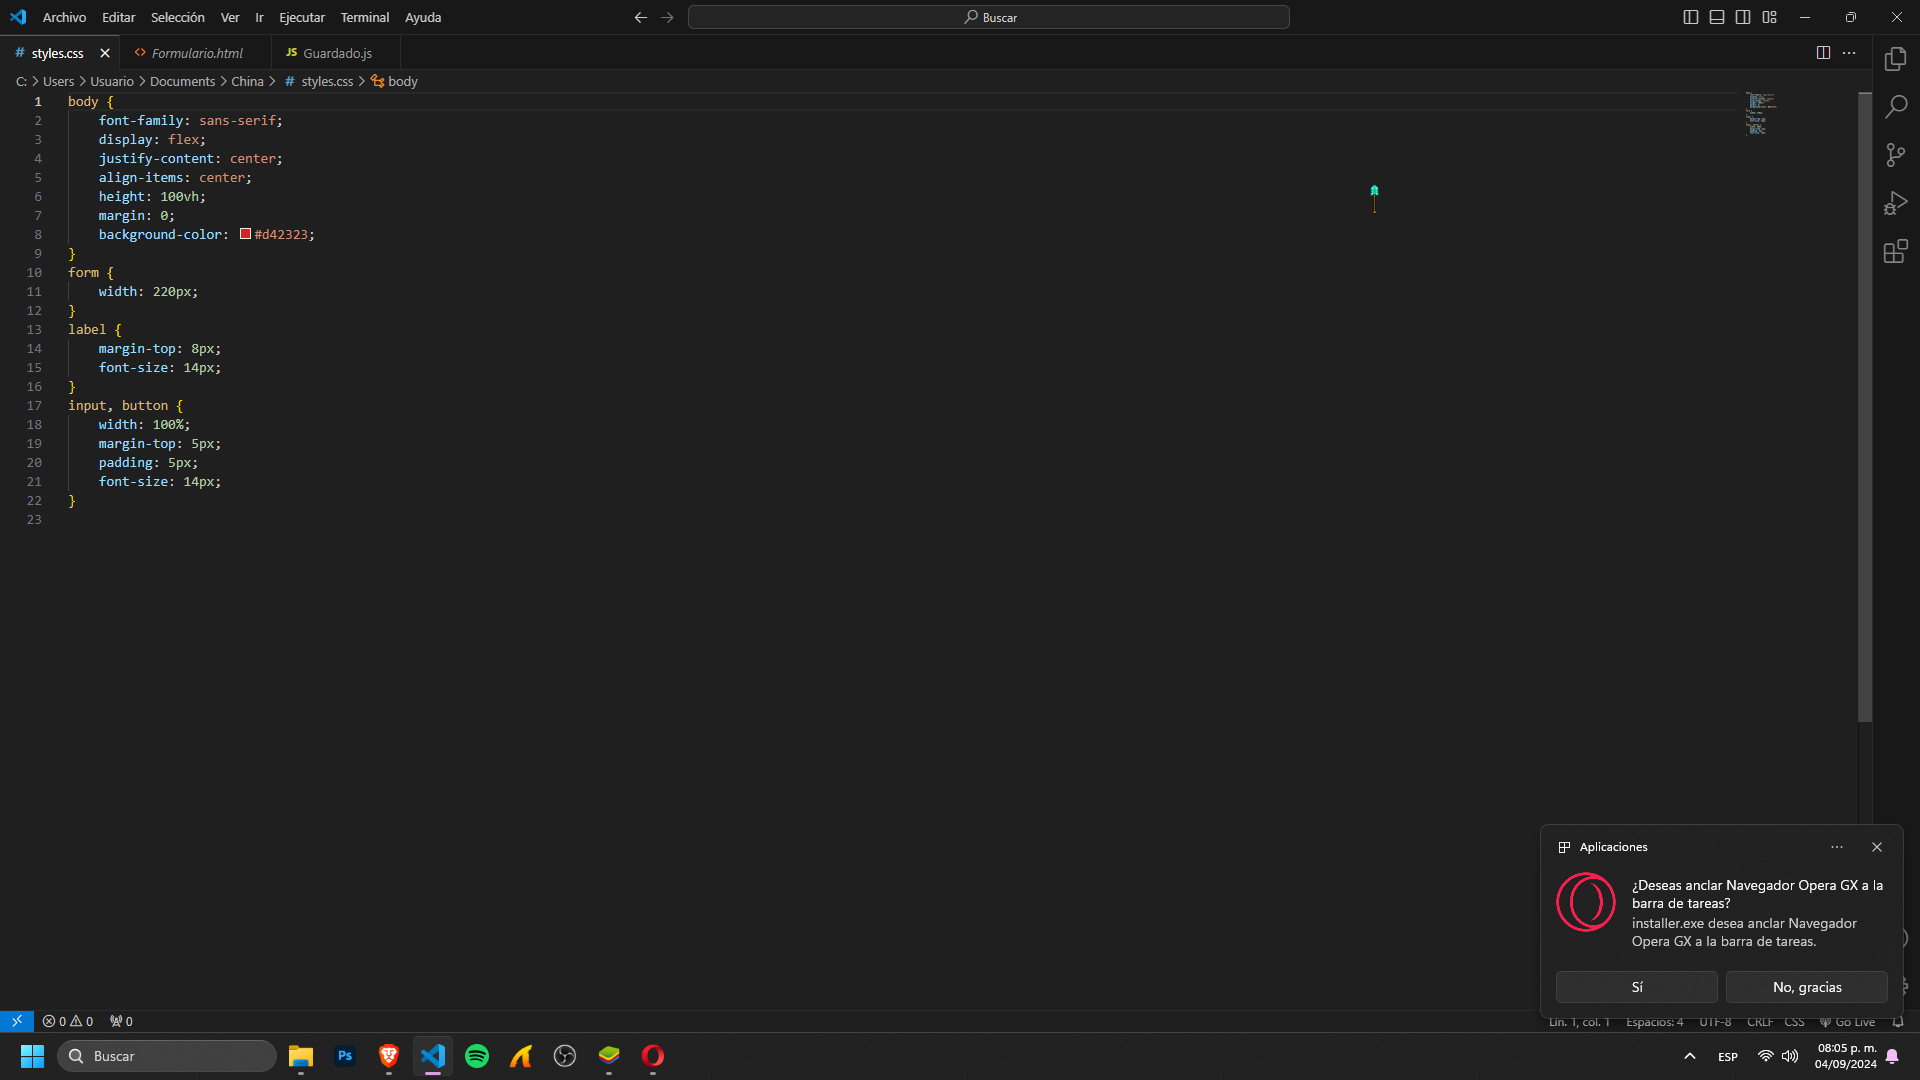 Archivo Editar Selección Ver Ir Ejecutar Terminal Ayuda
Buscar
# styles.css
<> Formulario.html
JS Guardado.js
C: > Users > Usuario > Documents > China > # styles.css > body
1 body {
2 font-family: sans-serif;
3 display: flex;
4 justify-content: center;
5 align-items: center;
6 height: 100vh;
7 margin: 0;
8 background-color: #d42323;
9 }
10 form {
11 width: 220px;
12 }
13 label {
14 margin-top: 8px;
15 font-size: 14px;
16 }
17 input, button {
18 width: 100%;
19 margin-top: 5px;
20 padding: 5px;
21 font-size: 14px;
22 }
23
Aplicaciones
¿Deseas anclar Navegador Opera GX a la
barra de tareas?
installer.exe desea anclar Navegador
Opera GX a la barra de tareas.
Sí
No, gracias
0 0 0
Lín. 1, col. 1 Espacios: 4 UTF-8 CRLF CSS Go Live
Buscar
Ps
ESP
08:05 p. m.
04/09/2024